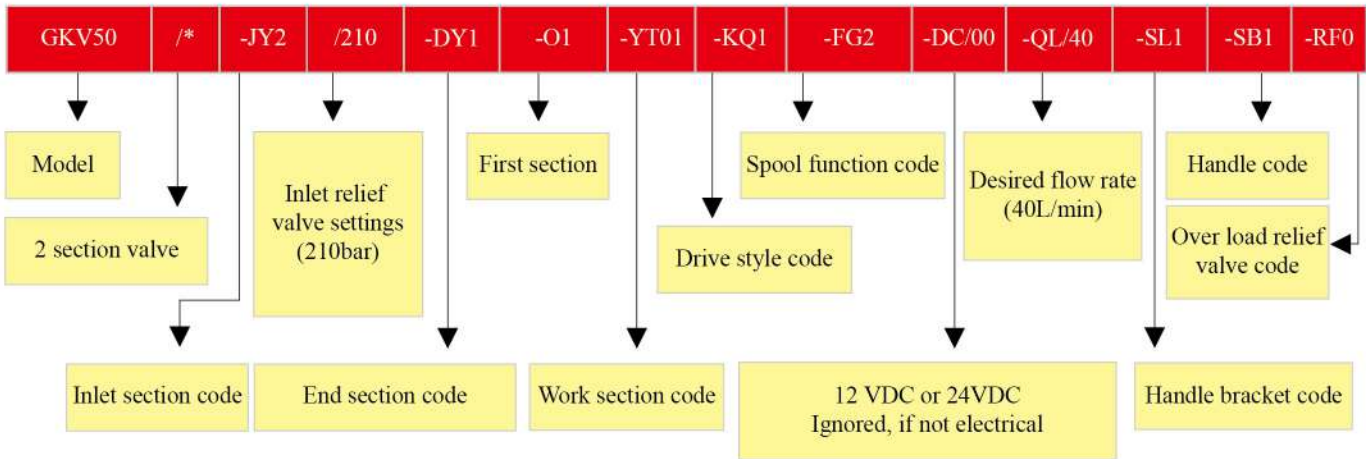 GKV50 /* -JY2 /210 -DY1 -O1 -YT01 -KQ1 -FG2 -DC/00 -QL/40 -SL1 -SB1 -RF0
Model
2 section valve
Inlet section code
Inlet relief
valve settings
(210bar)
End section code
First section
Work section code
Drive style code
Spool function code
12 VDC or 24VDC
Ignored, if not electrical
Desired flow rate
(40L/min)
Handle bracket code
Handle code
Over load relief
valve code